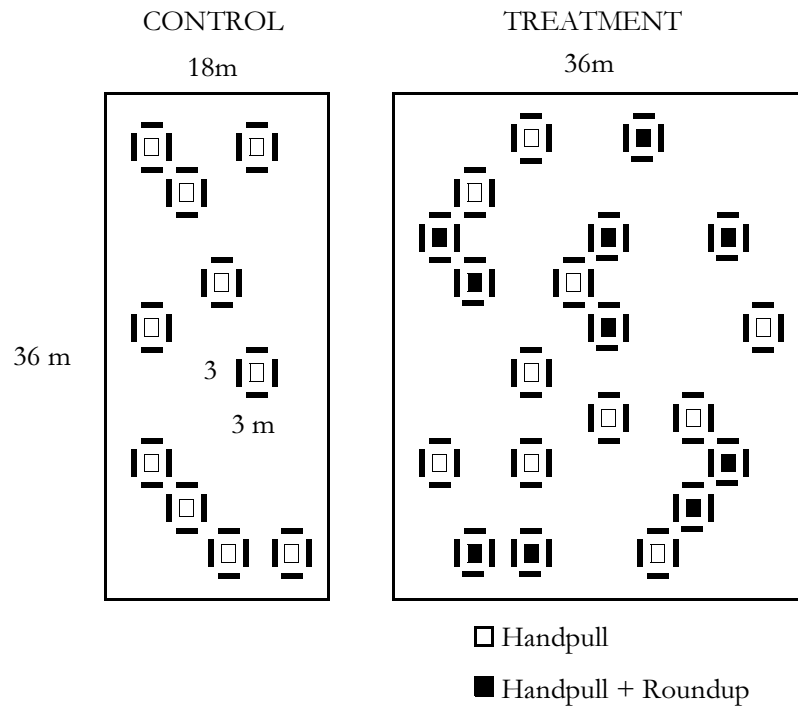 CONTROL
TREATMENT
18m
36m
36 m
3
3 m
Handpull
Handpull + Roundup